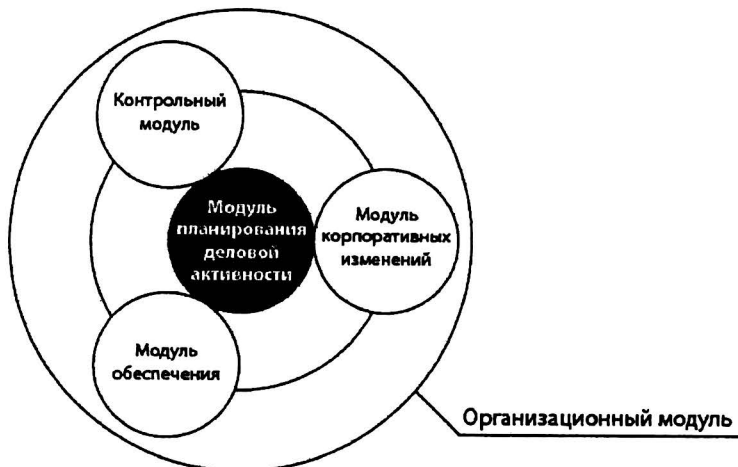 Контрольный
модуль
Модуль
планирования
деловой
активности
Модуль
корпоративных
изменений
Модуль
обеспечения
Организационный модуль